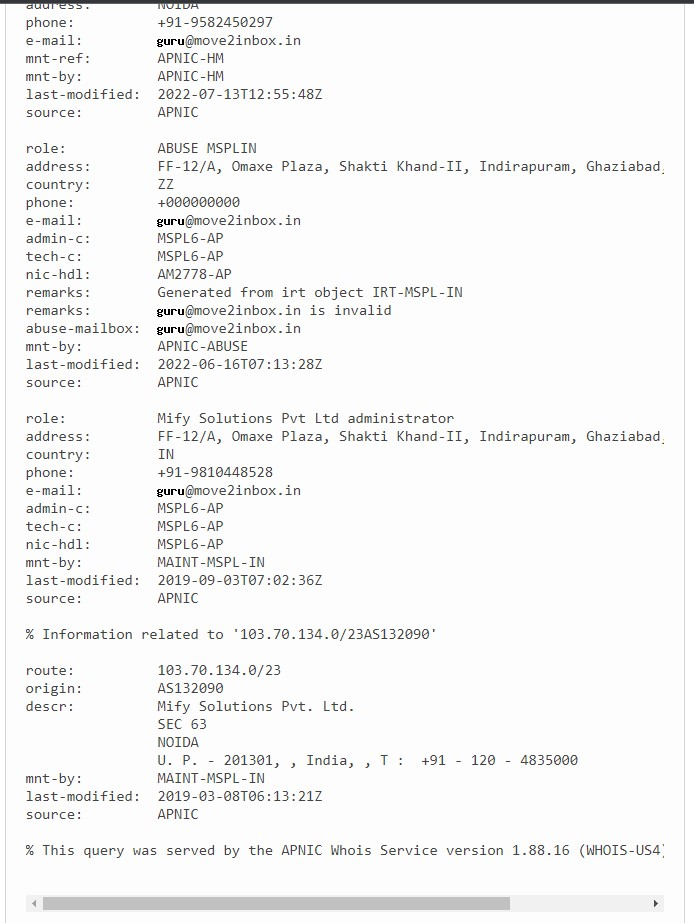 address: NOIDA
phone: +91-9582450297
e-mail: guru@move2inbox.in
mnt-ref: APNIC-HM
mnt-by: APNIC-HM
last-modified: 2022-07-13T12:55:48Z
source: APNIC
role: ABUSE MSPLIN
address: FF-12/A, Omaxe Plaza, Shakti Khand-II, Indirapuram, Ghaziabad,
country: ZZ
phone: +000000000
e-mail: guru@move2inbox.in
admin-c: MSPL6-AP
tech-c: MSPL6-AP
nic-hdl: AM2778-AP
remarks: Generated from irt object IRT-MSPL-IN
remarks: guru@move2inbox.in is invalid
abuse-mailbox: guru@move2inbox.in
mnt-by: APNIC-ABUSE
last-modified: 2022-06-16T07:13:28Z
source: APNIC
role: Mify Solutions Pvt Ltd administrator
address: FF-12/A, Omaxe Plaza, Shakti Khand-II, Indirapuram, Ghaziabad,
country: IN
phone: +91-9810448528
e-mail: guru@move2inbox.in
admin-c: MSPL6-AP
tech-c: MSPL6-AP
nic-hdl: MSPL6-AP
mnt-by: MAINT-MSPL-IN
last-modified: 2019-09-03T07:02:36Z
source: APNIC
% Information related to '103.70.134.0/23AS132090'
route: 103.70.134.0/23
origin: AS132090
descr: Mify Solutions Pvt. Ltd.
SEC 63
NOIDA
U. P. - 201301, , India, , T : +91 - 120 - 4835000
mnt-by: MAINT-MSPL-IN
last-modified: 2019-03-08T06:13:21Z
source: APNIC
% This query was served by the APNIC Whois Service version 1.88.16 (WHOIS-US4)